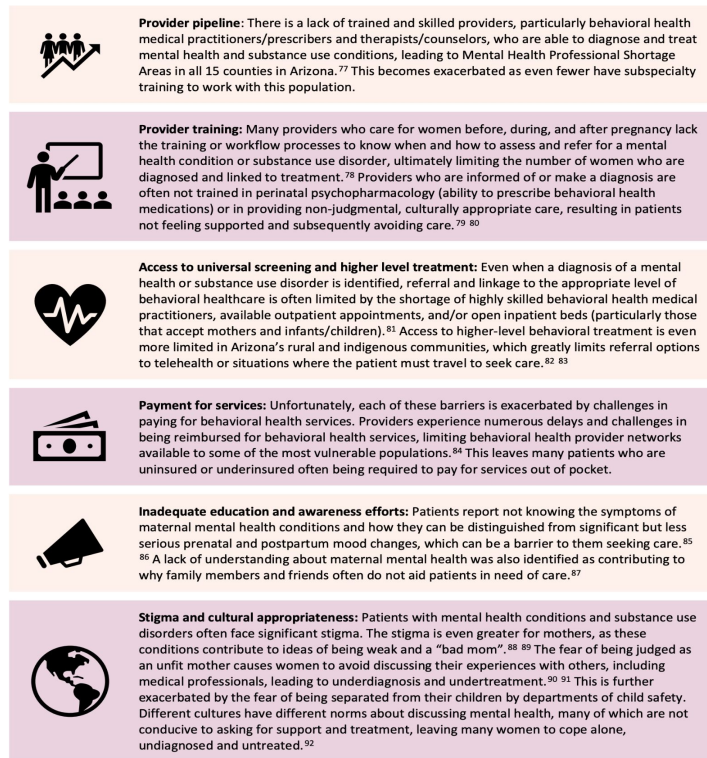 Provider pipeline: There is a lack of trained and skilled providers, particularly behavioral health
medical practitioners/prescribers and therapists/counselors, who are able to diagnose and treat
mental health and substance use conditions, leading to Mental Health Professional Shortage
Areas in all 15 counties in Arizona.77 This becomes exacerbated as even fewer have subspecialty
training to work with this population.
Provider training: Many providers who care for women before, during, and after pregnancy lack
the training or workflow processes to know when and how to assess and refer for a mental
health condition or substance use disorder, ultimately limiting the number of women who are
diagnosed and linked to treatment.78 Providers who are informed of or make a diagnosis are
often not trained in perinatal psychopharmacology (ability to prescribe behavioral health
medications) or in providing non-judgmental, culturally appropriate care, resulting in patients
not feeling supported and subsequently avoiding care.79 80
Access to universal screening and higher level treatment: Even when a diagnosis of a mental
health or substance use disorder is identified, referral and linkage to the appropriate level of
behavioral healthcare is often limited by the shortage of highly skilled behavioral health medical
practitioners, available outpatient appointments, and/or open inpatient beds (particularly those
that accept mothers and infants/children).81 Access to higher-level behavioral treatment is even
more limited in Arizona's rural and indigenous communities, which greatly limits referral options
to telehealth or situations where the patient must travel to seek care.82 83
Payment for services: Unfortunately, each of these barriers is exacerbated by challenges in
paying for behavioral health services. Providers experience numerous delays and challenges in
being reimbursed for behavioral health services, limiting behavioral health provider networks
available to some of the most vulnerable populations.84 This leaves many patients who are
uninsured or underinsured often being required to pay for services out of pocket.
Inadequate education and awareness efforts: Patients report not knowing the symptoms of
maternal mental health conditions and how they can be distinguished from significant but less
serious prenatal and postpartum mood changes, which can be a barrier to them seeking care.85
86 A lack of understanding about maternal mental health was also identified as contributing to
why family members and friends often do not aid patients in need of care.87
Stigma and cultural appropriateness: Patients with mental health conditions and substance use
disorders often face significant stigma. The stigma is even greater for mothers, as these
conditions contribute to ideas of being weak and a "bad mom".88 89 The fear of being judged as
an unfit mother causes women to avoid discussing their experiences with others, including
medical professionals, leading to underdiagnosis and undertreatment.90 91 This is further
exacerbated by the fear of being separated from their children by departments of child safety.
Different cultures have different norms about discussing mental health, many of which are not
conducive to asking for support and treatment, leaving many women to cope alone,
undiagnosed and untreated.92